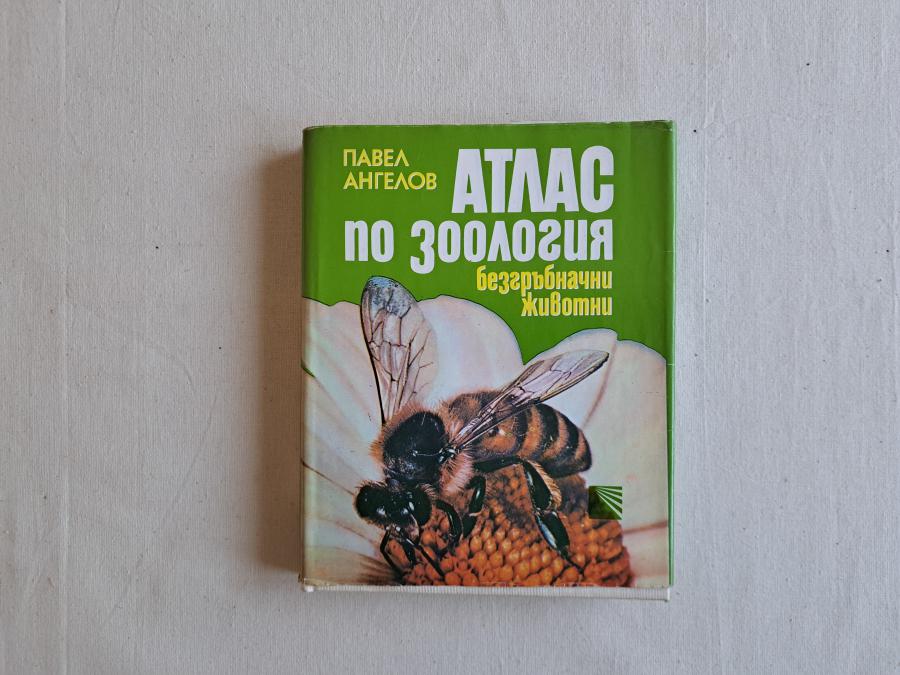 ПАВЕЛ
АНГЕЛОВ
АТЛАС
по зоология
безгръбначни
животни